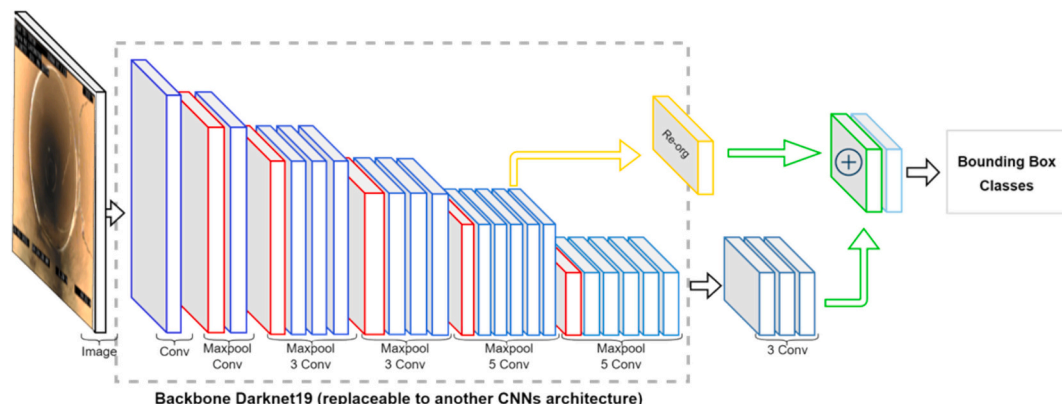 Re-org
Bounding Box
Classes
Image
Conv
Maxpool
Conv
Maxpool
3 Conv
Maxpool
3 Conv
Maxpool
5 Conv
Maxpool
5 Conv
3 Conv
Backbone Darknet19 (replaceable to another CNNs architecture)